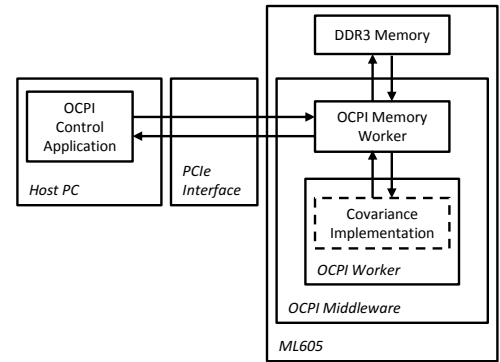 DDR3 Memory
OCPI
Control
Application
Host PC
PCIe
Interface
OCPI Memory
Worker
Covariance
Implementation
OCPI Worker
OCPI Middleware
ML605